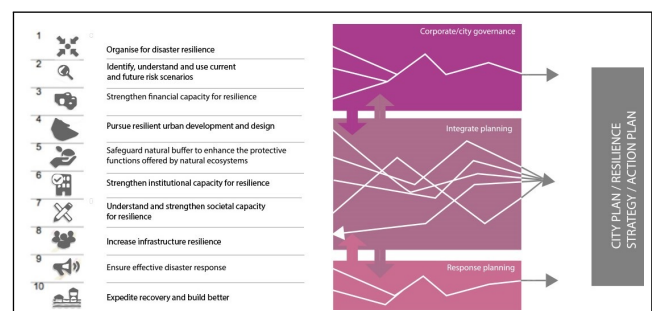 1
Organise for disaster resilience
2
Identify, understand and use current
and future risk scenarios
3
Strengthen financial capacity for resilience
4
Pursue resilient urban development and design
5
Safeguard natural buffer to enhance the protective
functions offered by natural ecosystems
6
Strengthen institutional capacity for resilience
7
Understand and strengthen societal capacity
for resilience
8
Increase infrastructure resilience
9
Ensure effective disaster response
10
Expedite recovery and build better
Corporate/city governance
Integrate planning
Response planning
CITY PLAN / RESILIENCE
STRATEGY / ACTION PLAN